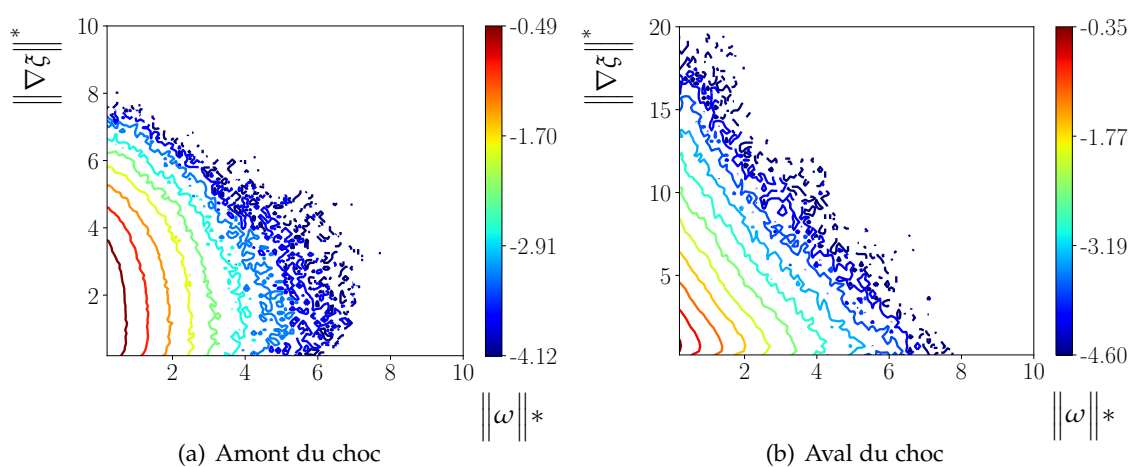 10
8
6
4
2
2 4 6 8 10
‖∇ξ‖*
‖ω‖*
-0.49
-1.70
-2.91
-4.12
(a) Amont du choc
20
15
10
5
2 4 6 8 10
‖∇ξ‖*
‖ω‖*
-0.35
-1.77
-3.19
-4.60
(b) Aval du choc